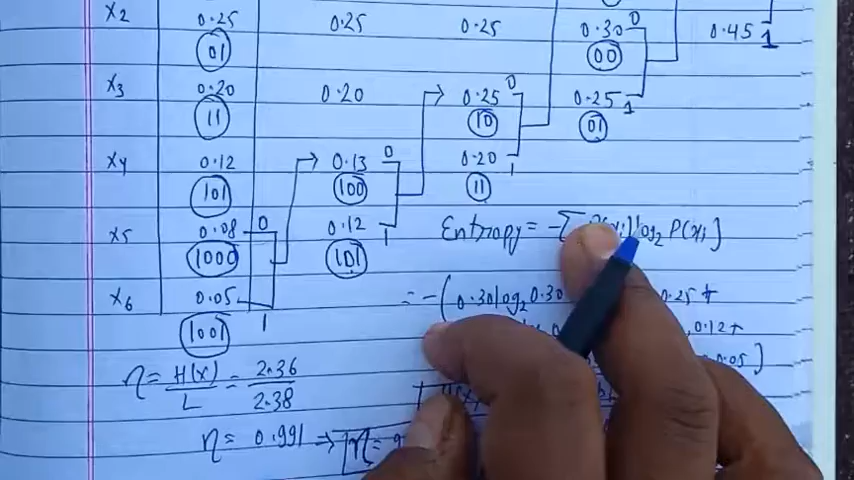 x2 0.25 0.25 0.25 0.30 0 0.45 1
01 00
x3 0.20 0.20 0.25 0 0.25 1
11 10 01
x4 0.12 0.13 0 0.20 1
101 100 11
x5 0.08 0 0.12 1 Entropy = -Σ log2 P(xi)
1000 101
x6 0.05 1 = -(0.30log2 0.30 0.25 +
1001 0.12+
η = H(x)/L = 2.36/2.38 0.05)
η = 0.991 → η =